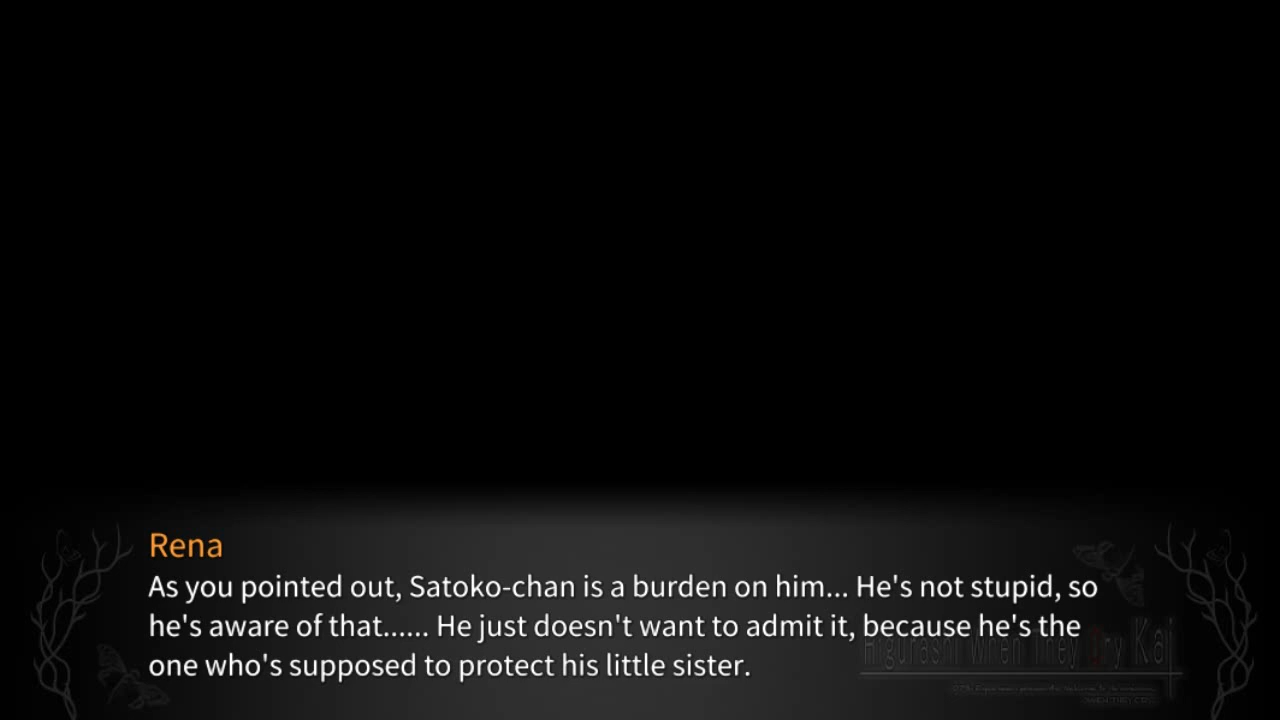 Rena
As you pointed out, Satoko-chan is a burden on him... He's not stupid, so
he's aware of that...... He just doesn't want to admit it, because he's the
one who's supposed to protect his little sister.
Higurashi When They Cry Kai